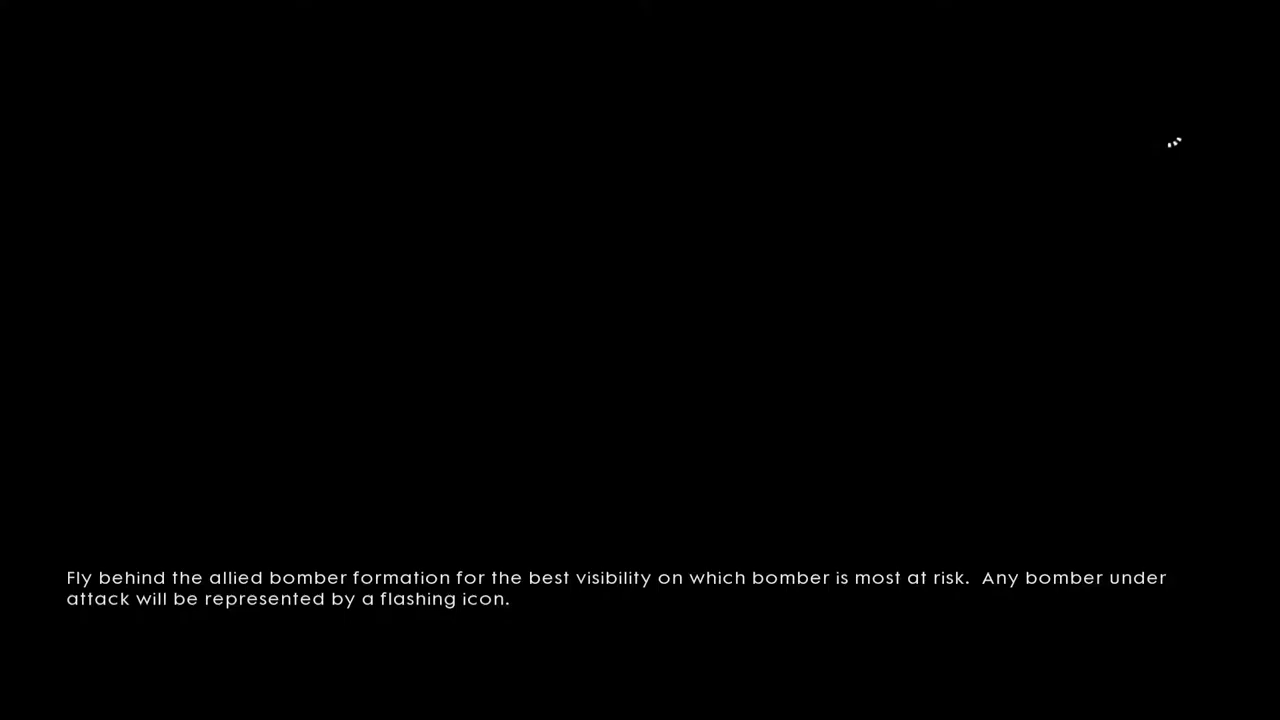 Fly behind the allied bomber formation for the best visibility on which bomber is most at risk.  Any bomber under
attack will be represented by a flashing icon.